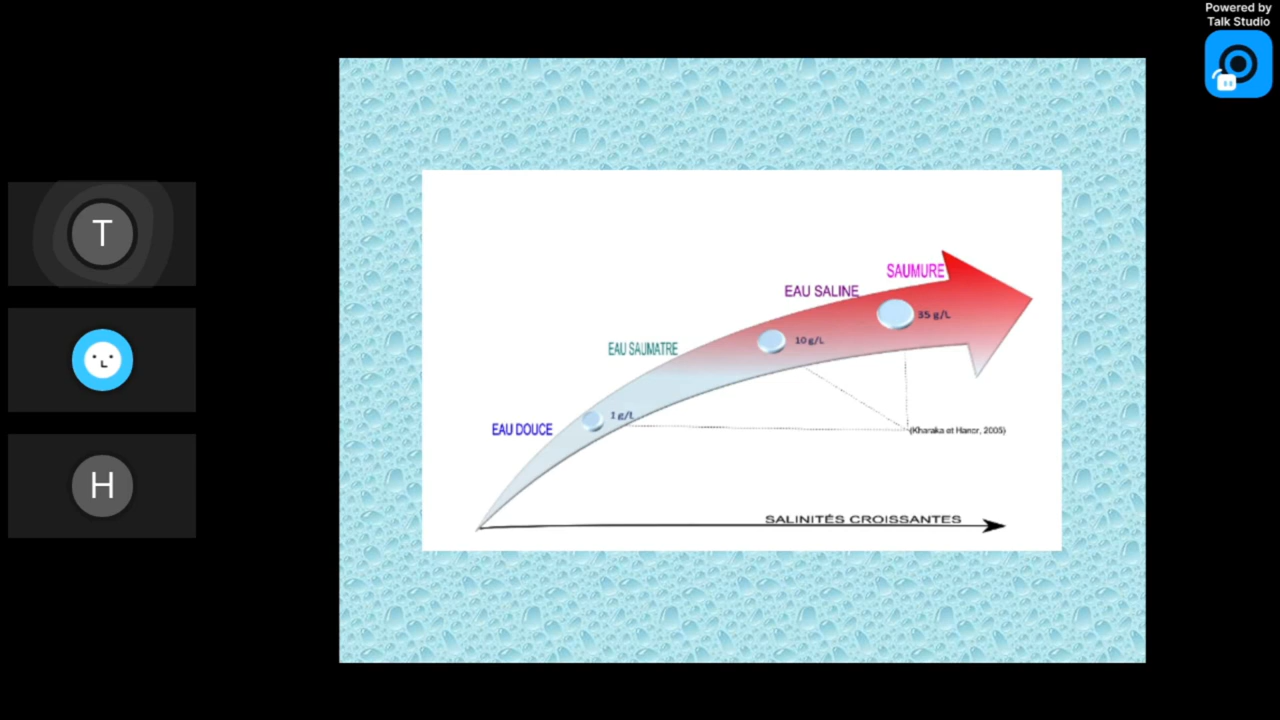 Powered by
Talk Studio
T
H
SAUMURE
EAU SALINE
35 g/L
10 g/L
EAU SAUMATRE
1 g/L
EAU DOUCE
(Kharaka et Hanor, 2005)
SALINITÉS CROISSANTES